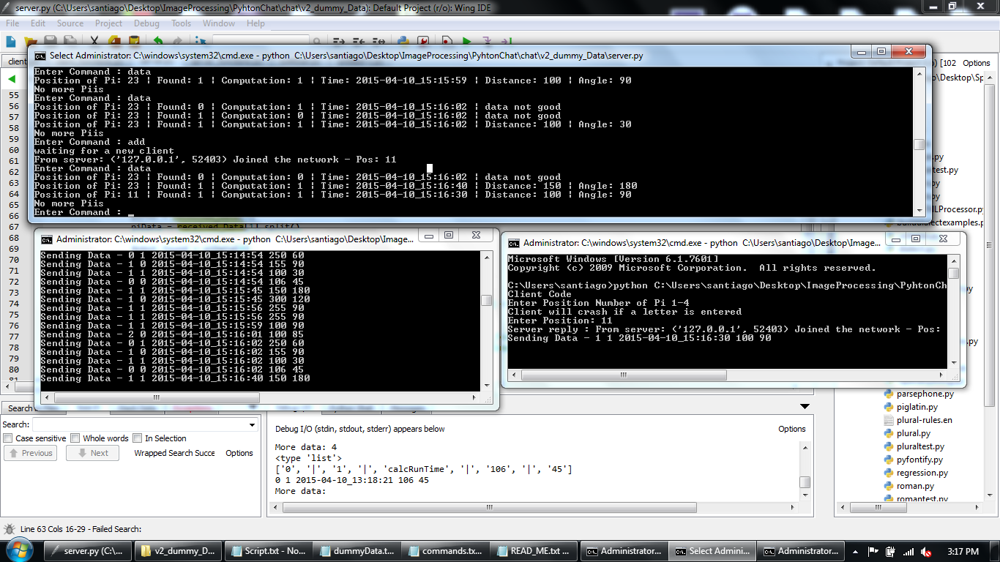 server.py (C:\Users\santiago\Desktop\ImageProcessing\PyhtonChat\chat\v2_dummy_Data): Default Project (r/o): Wing IDE
File Edit Source Project Debug Tools Window Help
Select Administrator: C:\windows\system32\cmd.exe - python C:\Users\santiago\Desktop\ImageProcessing\PyhtonChat\chat\v2_dummy_Data\server.py
client
[102 Options
Enter Command : data
Position of Pi: 23 | Found: 1 | Computation: 1 | Time: 2015-04-10_15:15:59 | Distance: 100 | Angle: 90
No more Piis
Enter Command : data
Position of Pi: 23 | Found: 0 | Computation: 1 | Time: 2015-04-10_15:16:02 | data not good
Position of Pi: 23 | Found: 1 | Computation: 0 | Time: 2015-04-10_15:16:02 | data not good
Position of Pi: 23 | Found: 1 | Computation: 1 | Time: 2015-04-10_15:16:02 | Distance: 100 | Angle: 30
No more Piis
Enter Command : add
waiting for a new client
From server: ('127.0.0.1', 52403) Joined the network - Pos: 11
Enter Command : data
Position of Pi: 23 | Found: 0 | Computation: 0 | Time: 2015-04-10_15:16:02 | data not good
Position of Pi: 23 | Found: 1 | Computation: 1 | Time: 2015-04-10_15:16:40 | Distance: 150 | Angle: 180
Position of Pi: 11 | Found: 1 | Computation: 1 | Time: 2015-04-10_15:16:30 | Distance: 100 | Angle: 90
No more Piis
Enter Command : _
55
56
57
58
59
60
61
62
63
64
65
66
67
68
69
70
71
72
73
74
75
76
77
78
79
80
81
piData = received_Data[1].split()
Administrator: C:\windows\system32\cmd.exe - python C:\Users\santiago\Desktop\Image...
Sending Data - 0 1 2015-04-10_15:14:54 250 60
Sending Data - 1 0 2015-04-10_15:14:54 155 90
Sending Data - 1 1 2015-04-10_15:14:54 100 30
Sending Data - 0 0 2015-04-10_15:14:54 106 45
Sending Data - 1 1 2015-04-10_15:15:45 150 180
Sending Data - 1 0 2015-04-10_15:15:45 300 120
Sending Data - 1 1 2015-04-10_15:15:56 255 90
Sending Data - 1 1 2015-04-10_15:15:56 255 90
Sending Data - 1 1 2015-04-10_15:15:59 100 90
Sending Data - 2 0 2015-04-10_15:16:01 100 85
Sending Data - 0 1 2015-04-10_15:16:02 250 60
Sending Data - 1 0 2015-04-10_15:16:02 155 90
Sending Data - 1 1 2015-04-10_15:16:02 100 30
Sending Data - 0 0 2015-04-10_15:16:02 106 45
Sending Data - 1 1 2015-04-10_15:16:40 150 180
Administrator: C:\windows\system32\cmd.exe - python C:\Users\santiago\Desktop\Image...
Microsoft Windows [Version 6.1.7601]
Copyright (c) 2009 Microsoft Corporation. All rights reserved.
C:\Users\santiago>python C:\Users\santiago\Desktop\ImageProcessing\PyhtonCh
Client Code
Enter Position Number of Pi 1-4
Client will crash if a letter is entered
Enter Position: 11
Server reply : From server: ('127.0.0.1', 52403) Joined the network - Pos:
Sending Data - 1 1 2015-04-10_15:16:30 100 90
\Desktop\Sp
.py
test.py
.py
LProcessor.py
lectexamples.p
.py
.py
parsephone.py
piglatin.py
plural-rules.en
plural.py
pluraltest.py
pyfontify.py
regression.py
roman.py
romantest.py
Search
Search:
Case sensitive Whole words In Selection
Previous Next Wrapped Search Succe Options
Debug I/O (stdin, stdout, stderr) appears below Options
More data: 4
<type 'list'>
['0', '|', '1', '|', 'calcRunTime', '|', '106', '|', '45']
0 1 2015-04-10_13:18:21 106 45
More data:
Line 63 Cols 16-29 - Failed Search:
server.py (C:\... v2_dummy_D... Script.txt - No... dummyData.t... commands.tx... READ_ME.txt ... Administrator... Select Admini... Administrator... 3:17 PM